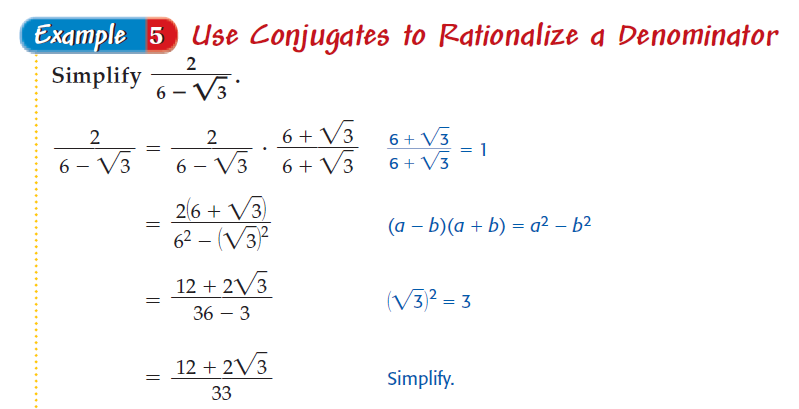 Example 5 Use Conjugates to Rationalize a Denominator
Simplify 2/(6 − √3).
2/(6 − √3) = 2/(6 − √3) · (6 + √3)/(6 + √3) (6 + √3)/(6 + √3) = 1
= 2(6 + √3)/(6² − (√3)²) (a − b)(a + b) = a² − b²
= (12 + 2√3)/(36 − 3) (√3)² = 3
= (12 + 2√3)/33 Simplify.